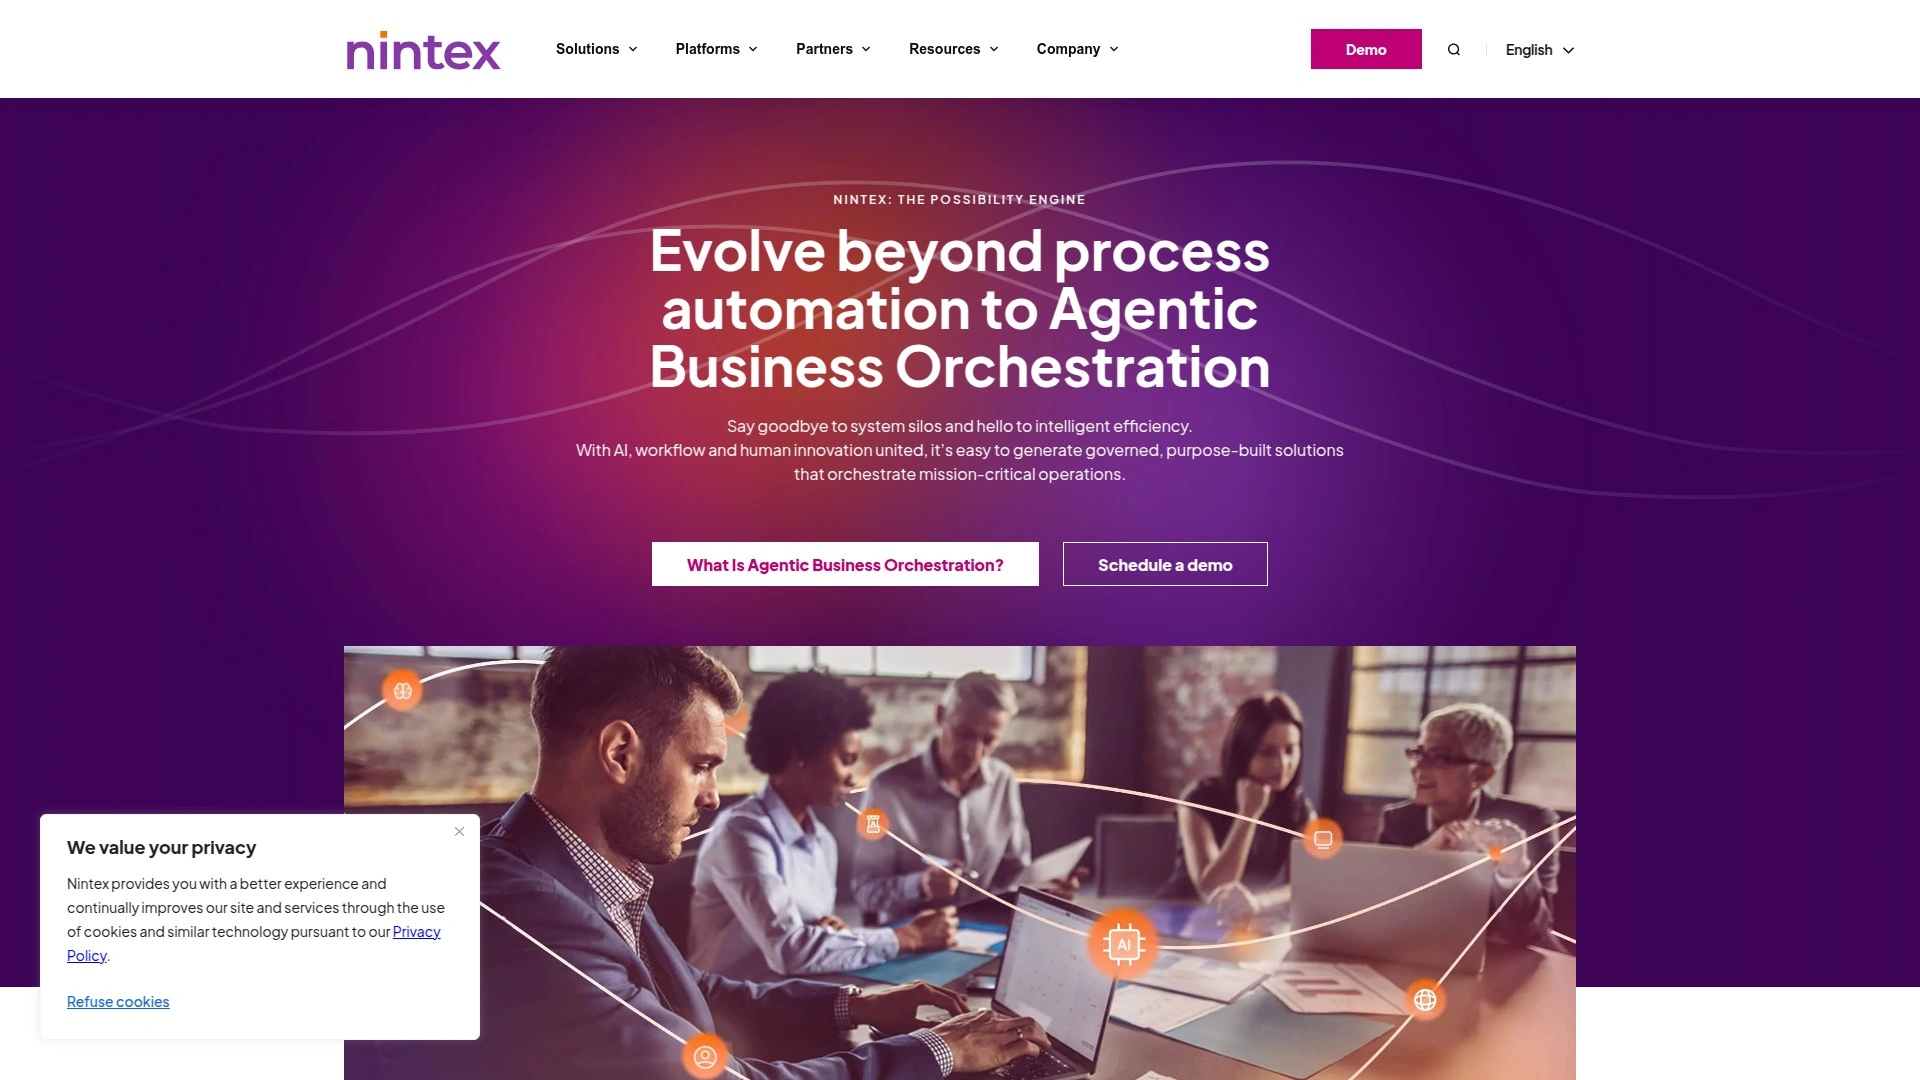 nintex
Solutions
Platforms
Partners
Resources
Company
Demo
English
NINTEX: THE POSSIBILITY ENGINE
Evolve beyond process
automation to Agentic
Business Orchestration
Say goodbye to system silos and hello to intelligent efficiency.
With AI, workflow and human innovation united, it's easy to generate governed, purpose-built solutions
that orchestrate mission-critical operations.
What Is Agentic Business Orchestration?
Schedule a demo
AI
We value your privacy
Nintex provides you with a better experience and
continually improves our site and services through the use
of cookies and similar technology pursuant to our Privacy
Policy.
Refuse cookies